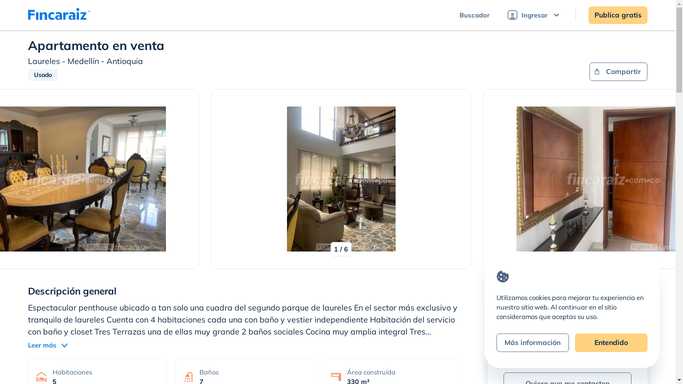 Fincaraiz
Buscador
Ingresar
Publica gratis
Apartamento en venta
Laureles - Medellín - Antioquia
Usado
Compartir
fincaraiz.com.co
1 / 6
fincaraiz.com.co
Descripción general
Espectacular penthouse ubicado a tan solo una cuadra del segundo parque de laureles En el sector más exclusivo y
tranquilo de laureles Cuenta con 4 habitaciones cada una con baño y vestier independiente Habitación del servicio
con baño y closet Tres Terrazas una de ellas muy grande 2 baños sociales Cocina muy amplia integral Tres...
Leer más
Habitaciones
5
Baños
7
Área construida
330 m²
Utilizamos cookies para mejorar tu experiencia en
nuestro sitio web. Al continuar en el sitio
consideramos que aceptas su uso.
Más información
Entendido
Quiero que me contacten